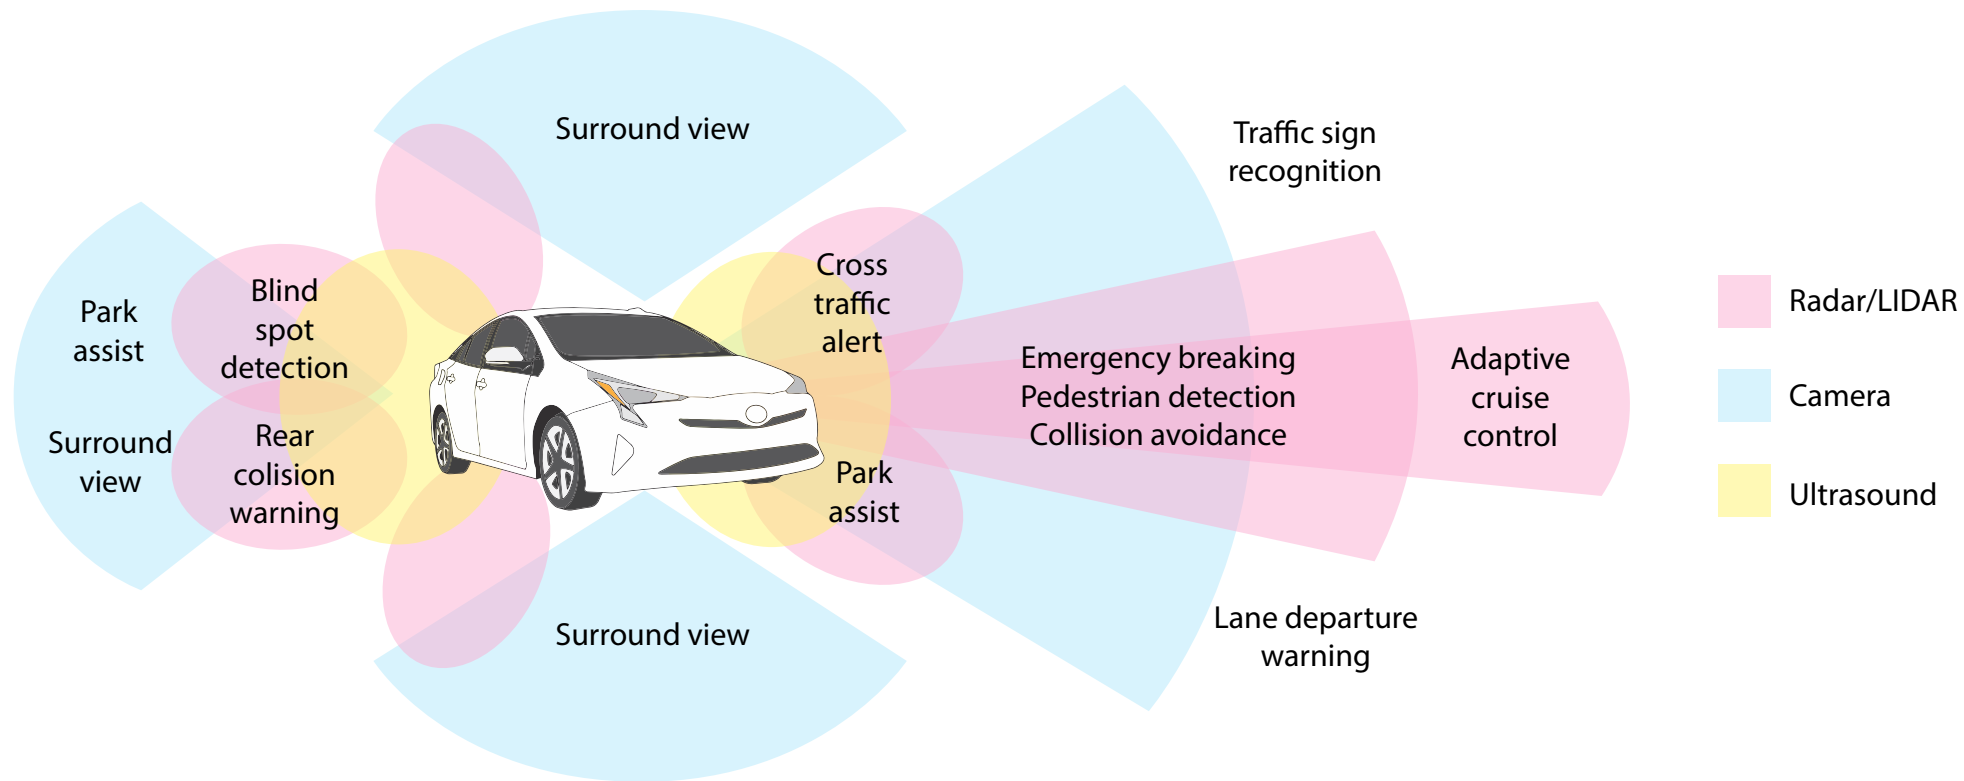 Surround view
Traffic sign
recognition
Park
assist
Surround
view
Blind
spot
detection
Rear
colision
warning
Cross
traffic
alert
Park
assist
Emergency breaking
Pedestrian detection
Collision avoidance
Adaptive
cruise
control
Surround view
Lane departure
warning
Radar/LIDAR
Camera
Ultrasound